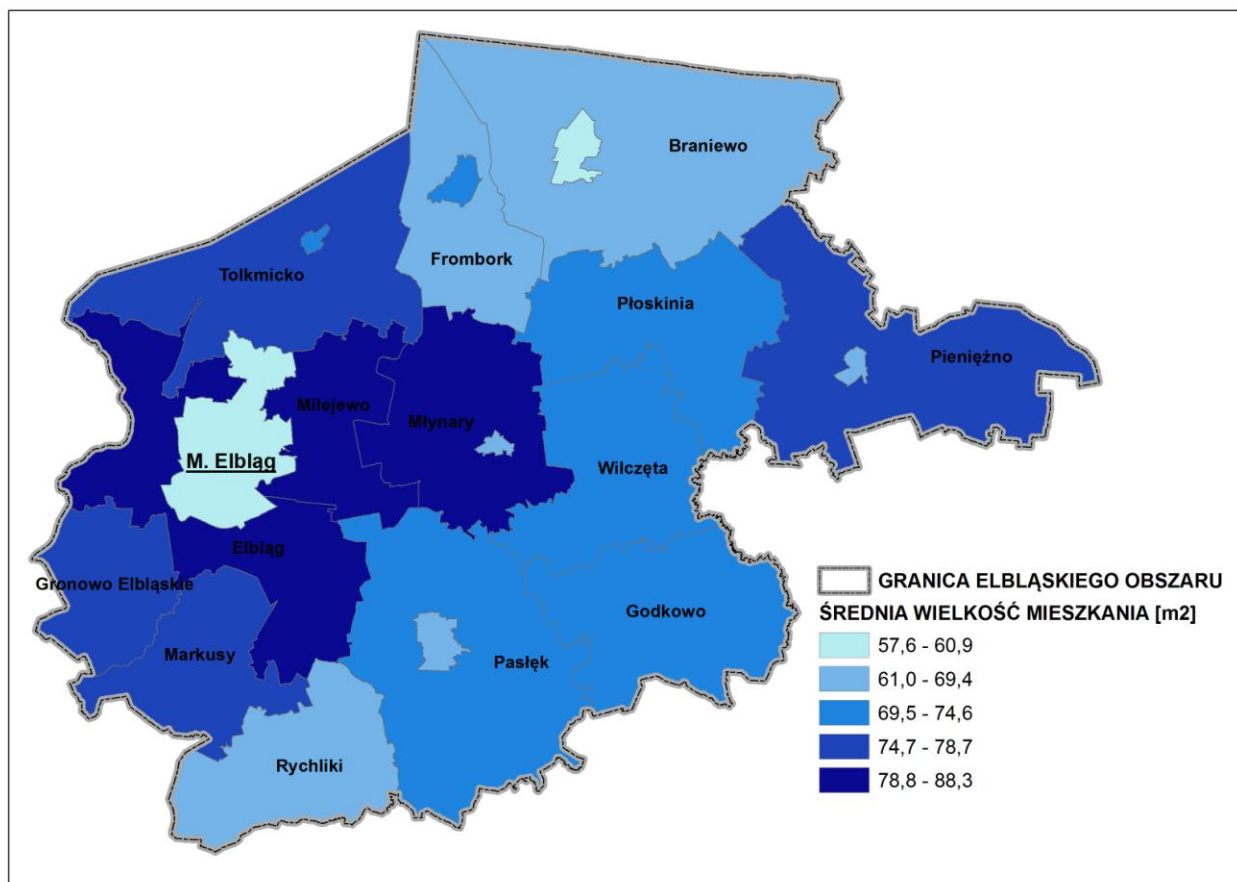 Braniewo
Frombork
Tolkmicko
Płoskinia
Pieniężno
Milejewo
Młynary
M. Elbląg
Wilczęta
Elbląg
Gronowo Elbląskie
Godkowo
Markusy
Pasłęk
Rychliki
GRANICA ELBLĄSKIEGO OBSZARU
ŚREDNIA WIELKOŚĆ MIESZKANIA [m2]
57,6 - 60,9
61,0 - 69,4
69,5 - 74,6
74,7 - 78,7
78,8 - 88,3